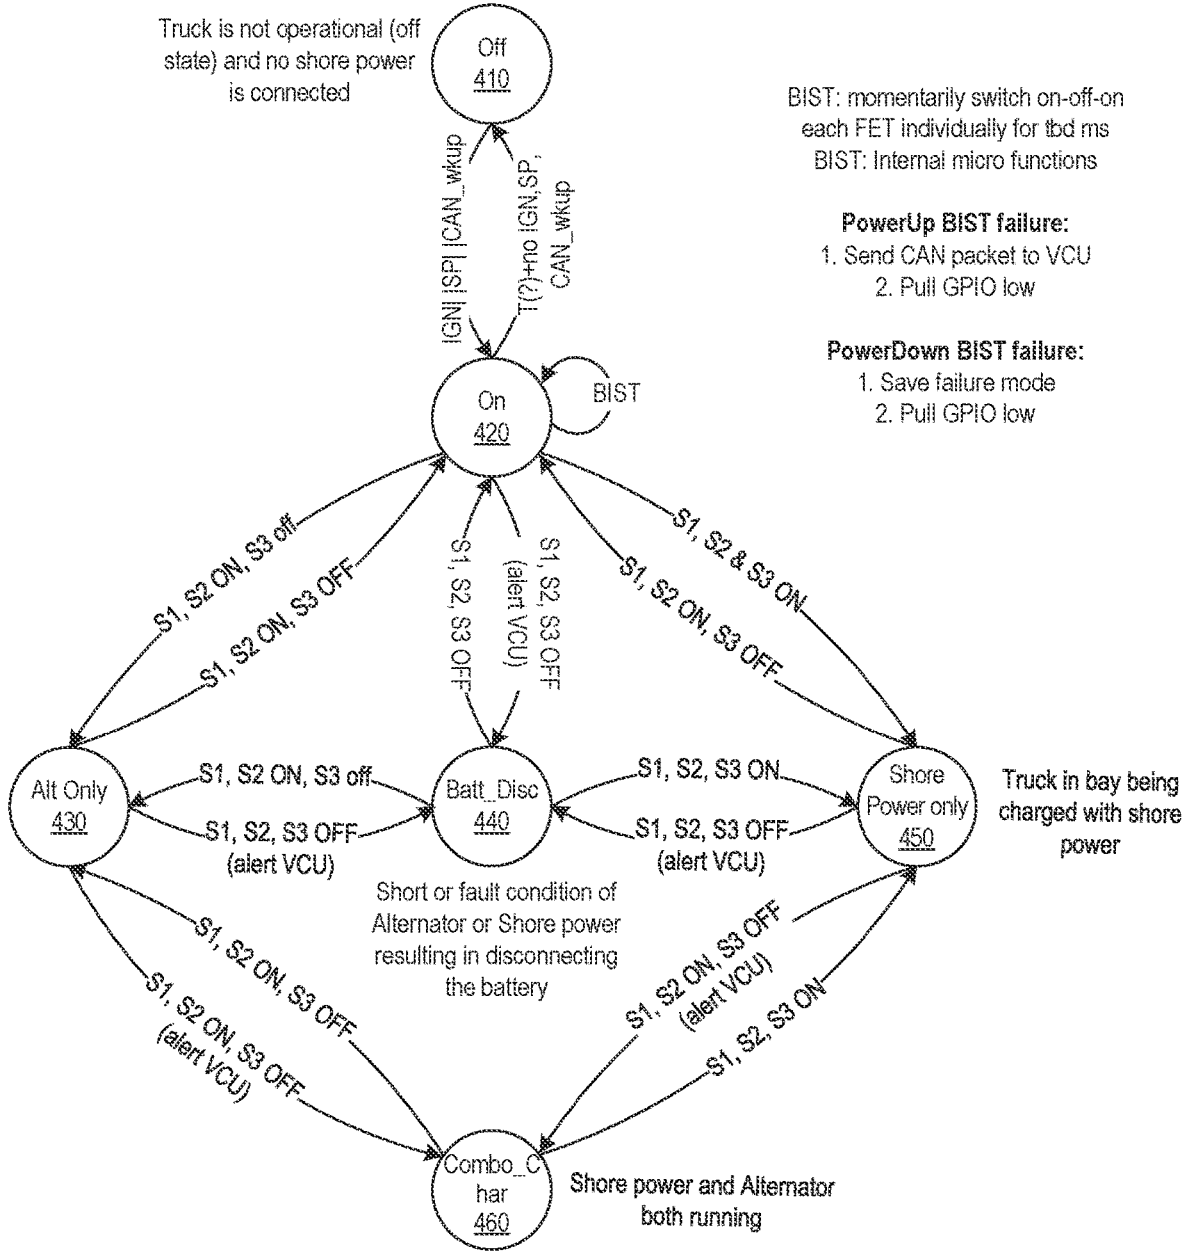 Truck is not operational (off
state) and no shore power
is connected
Off
410
BIST: momentarily switch on-off-on
each FET individually for tbd ms
BIST: Internal micro functions
PowerUp BIST failure:
1. Send CAN packet to VCU
2. Pull GPIO low
PowerDown BIST failure:
1. Save failure mode
2. Pull GPIO low
IGN| |SP| |CAN_wkup
T(?)+no IGN,SP,
CAN_wkup
On
420
BIST
S1, S2 ON, S3 off
S1, S2 ON, S3 OFF
S1, S2, S3 OFF
S1, S2, S3 OFF
(alert VCU)
S1, S2 & S3 ON
S1, S2 ON, S3 OFF
Alt Only
430
S1, S2 ON, S3 off
S1, S2, S3 OFF
(alert VCU)
Batt_Disc
440
S1, S2, S3 ON
S1, S2, S3 OFF
(alert VCU)
Shore
Power only
450
Truck in bay being
charged with shore
power
Short or fault condition of
Alternator or Shore power
resulting in disconnecting
the battery
S1, S2 ON, S3 OFF
S1, S2 ON, S3 OFF
(alert VCU)
S1, S2 ON, S3 OFF
(alert VCU)
S1, S2, S3 ON
Combo_C
har
460
Shore power and Alternator
both running